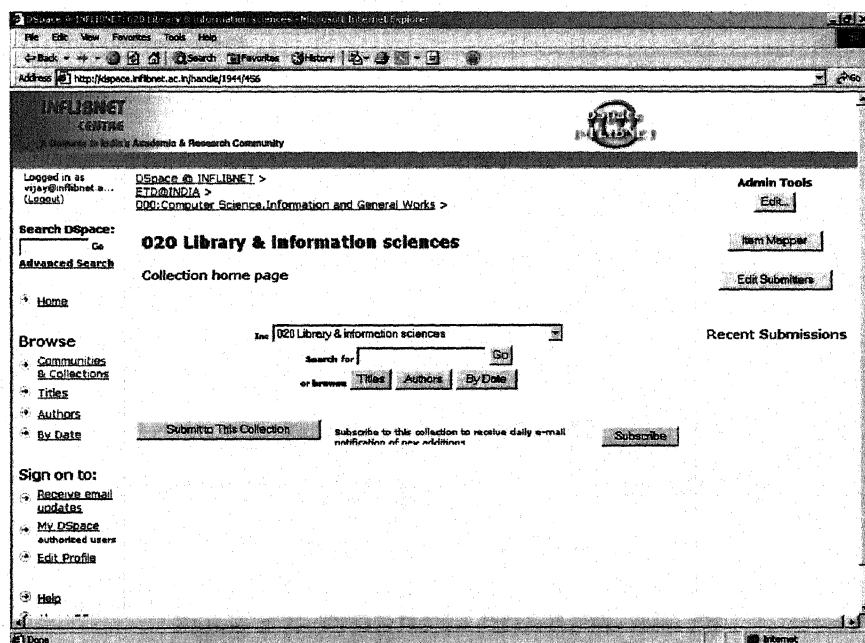 DSpace @ INFLIBNET: 020 Library & information sciences - Microsoft Internet Explorer
File Edit View Favorites Tools Help
Back Search Favorites History
Address http://dspace.inflibnet.ac.in/handle/1944/456 Go
INFLIBNET
CENTRE
Academic & Research Community
Logged in as
vijay@inflibnet.a...
(Logout)
DSpace @ INFLIBNET >
ETD@INDIA >
000:Computer Science,Information and General Works >
Admin Tools
Edit...
Item Mapper
Edit Submitters
Search DSpace:
Go
Advanced Search
020 Library & information sciences
Collection home page
Home
In: 020 Library & information sciences
Search for Go
or browse Titles Authors By Date
Recent Submissions
Browse
Communities
& Collections
Titles
Authors
By Date
Submit to This Collection
Subscribe to this collection to receive daily e-mail
notification of new additions
Subscribe
Sign on to:
Receive email
updates
My DSpace
authorized users
Edit Profile
Help
Done Internet